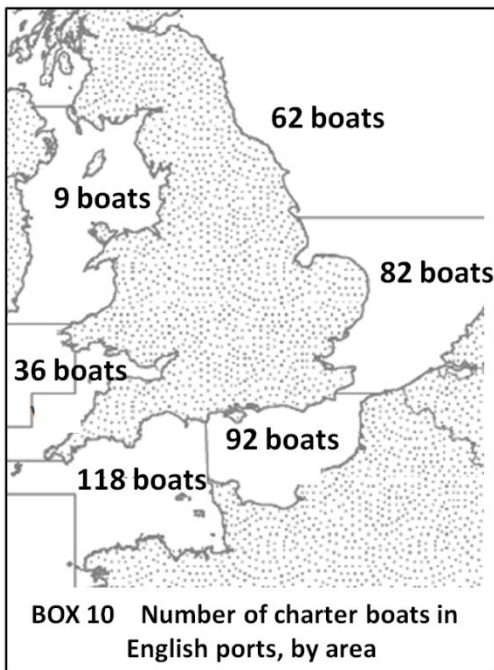 62 boats
9 boats
82 boats
36 boats
92 boats
118 boats
BOX 10 Number of charter boats in
English ports, by area